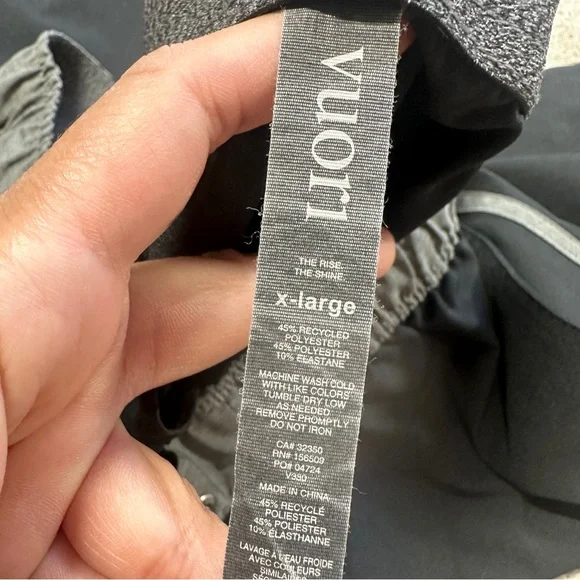 vuori
THE RISE.
THE SHINE.
x-large
45% RECYCLED
POLYESTER
45% POLYESTER
10% ELASTANE
MACHINE WASH COLD
WITH LIKE COLORS
TUMBLE DRY LOW
AS NEEDED
REMOVE PROMPTLY
DO NOT IRON
CA# 32350
RN# 156509
PO# 04724
V330
MADE IN CHINA
45% RECYCLÉ
POLIESTER
45% POLIESTER
10% ÉLASTHANNE
LAVAGE À L'EAU FROIDE
AVEC COULEURS